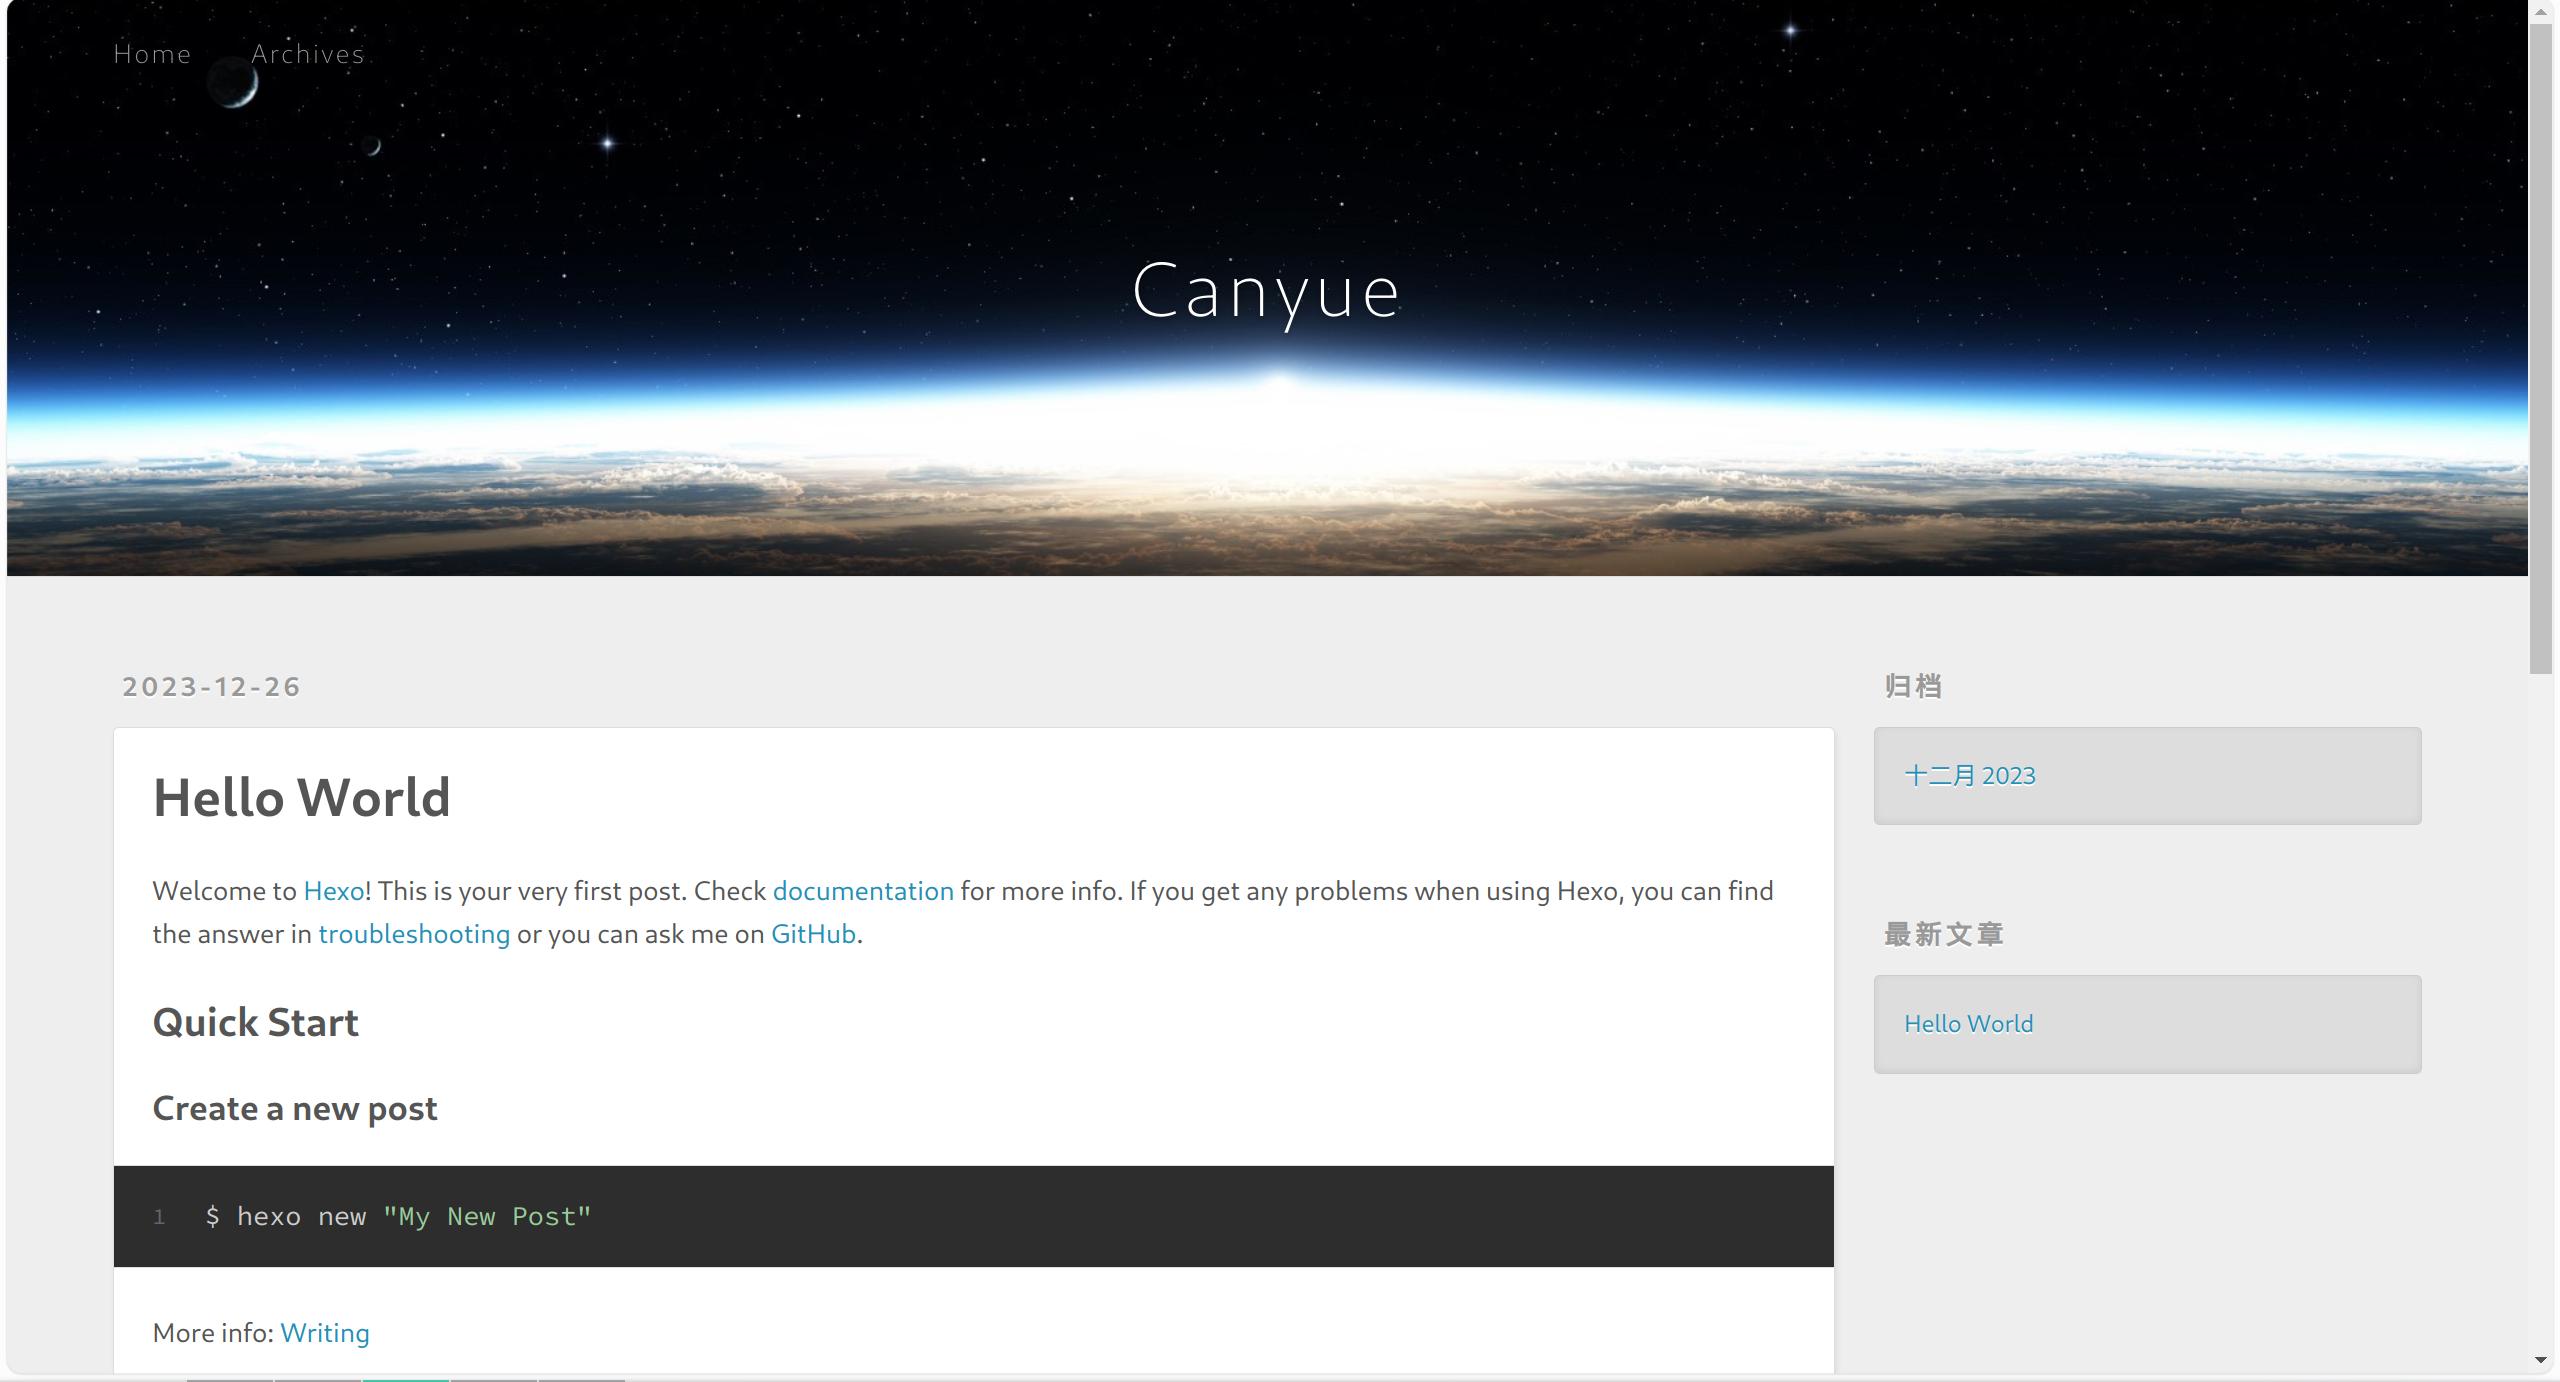 Home Archives
Canyue
2023-12-26
Hello World
Welcome to Hexo! This is your very first post. Check documentation for more info. If you get any problems when using Hexo, you can find
the answer in troubleshooting or you can ask me on GitHub.
Quick Start
Create a new post
1 $ hexo new "My New Post"
More info: Writing
归档
十二月 2023
最新文章
Hello World